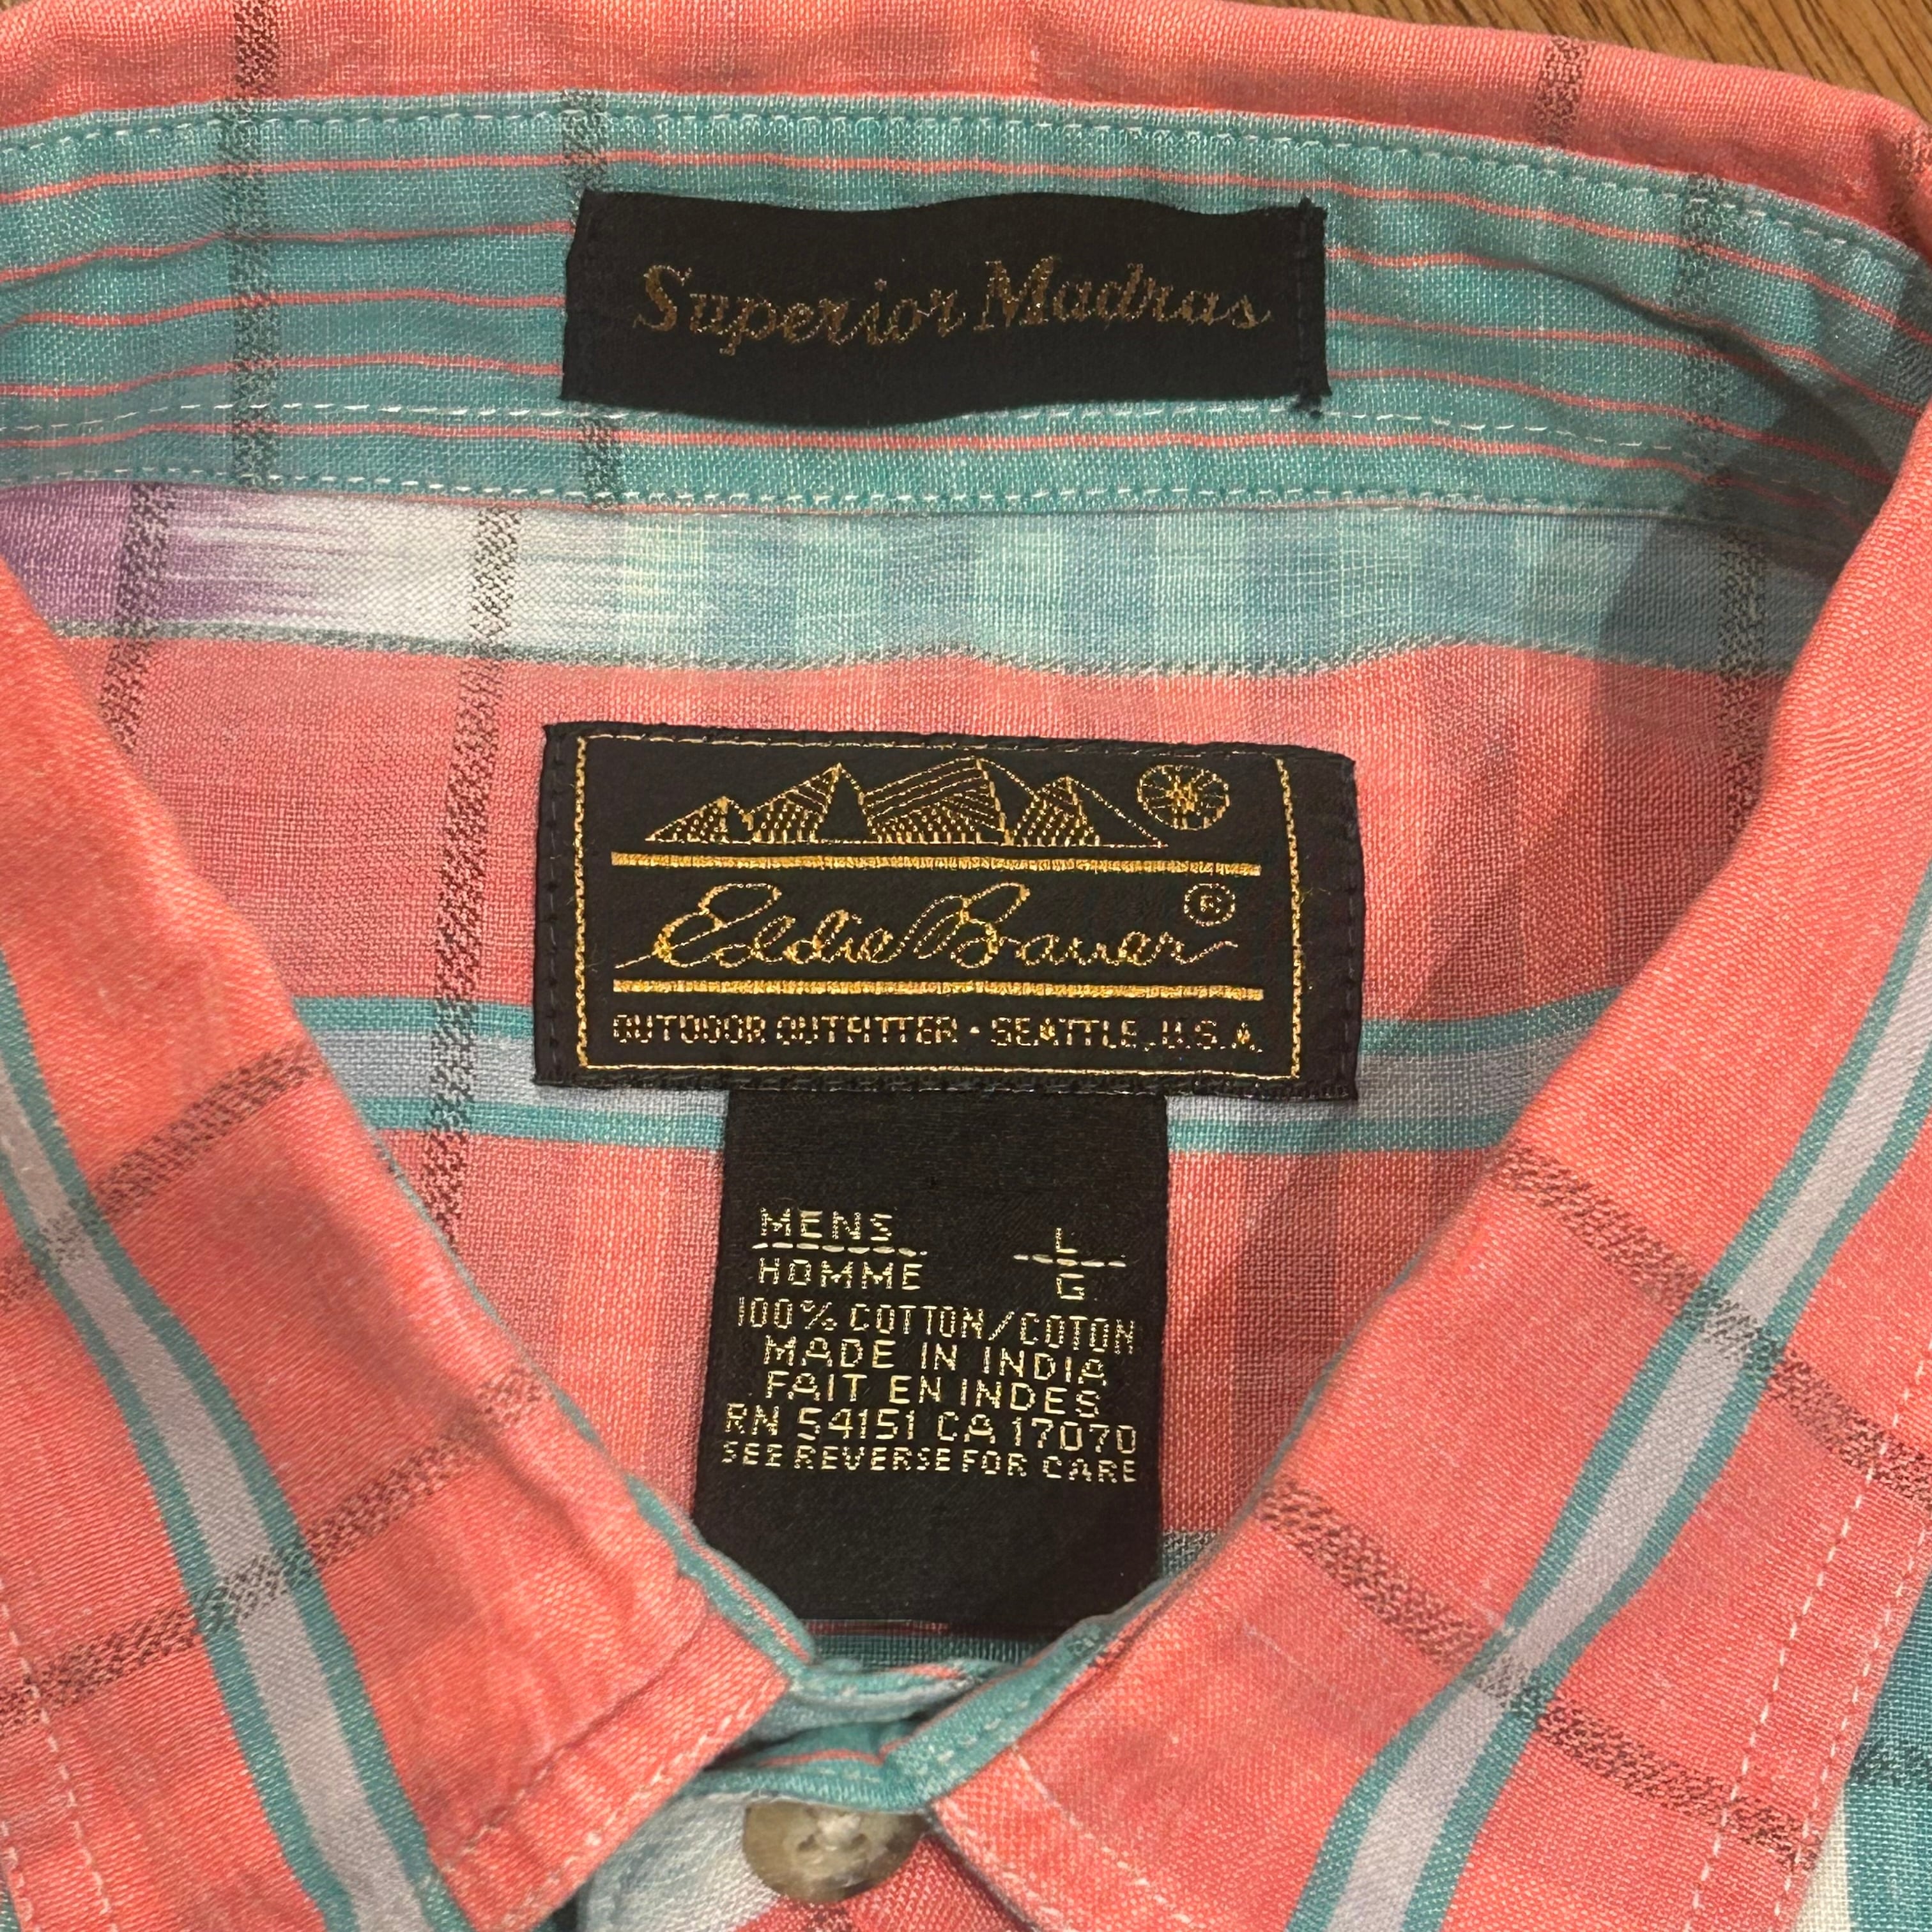 Superior Madras
Eddie Bauer ®
OUTDOOR OUTFITTER • SEATTLE, U.S.A.
MENS L
HOMME G
100% COTTON/COTON
MADE IN INDIA
FAIT EN INDES
RN 54151 CA 17070
SEE REVERSE FOR CARE